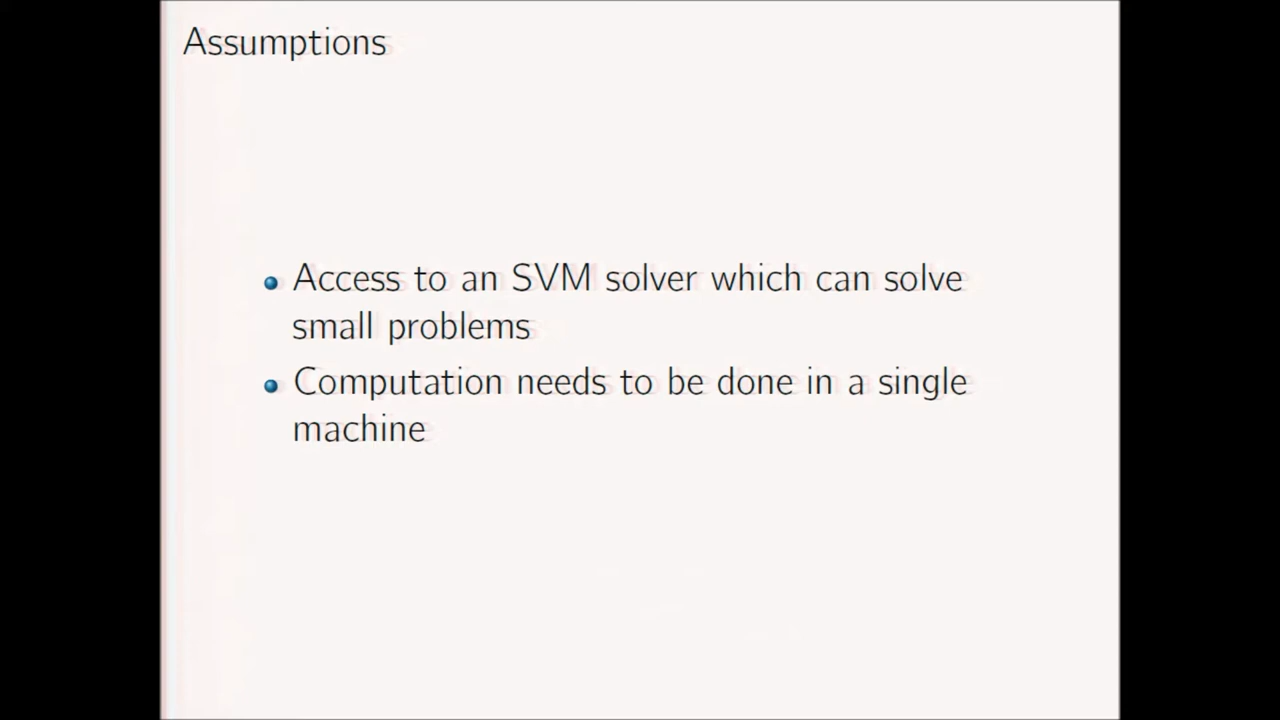 Assumptions
Access to an SVM solver which can solve
small problems
Computation needs to be done in a single
machine